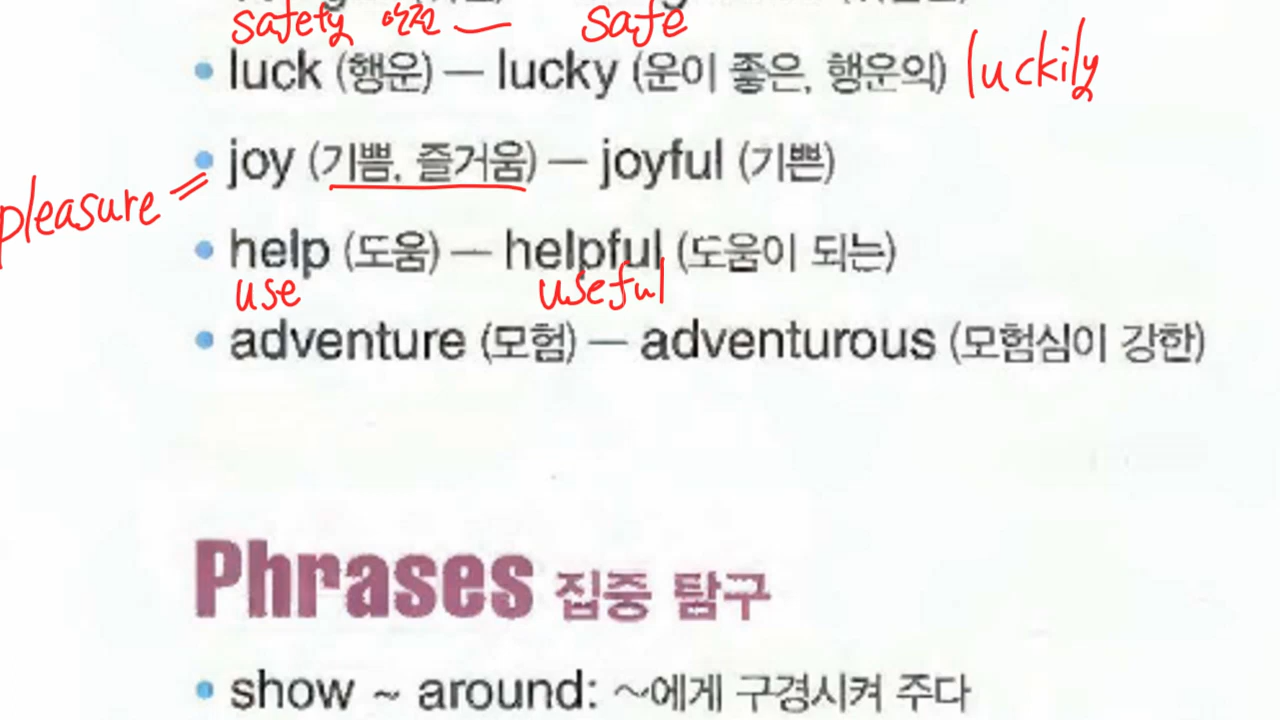 safety 안전 — safe
• luck (행운) — lucky (운이 좋은, 행운의) luckily
• joy (기쁨, 즐거움) — joyful (기쁜)
pleasure =
• help (도움) — helpful (도움이 되는)
use useful
• adventure (모험) — adventurous (모험심이 강한)
Phrases 집중 탐구
• show ~ around: ~에게 구경시켜 주다